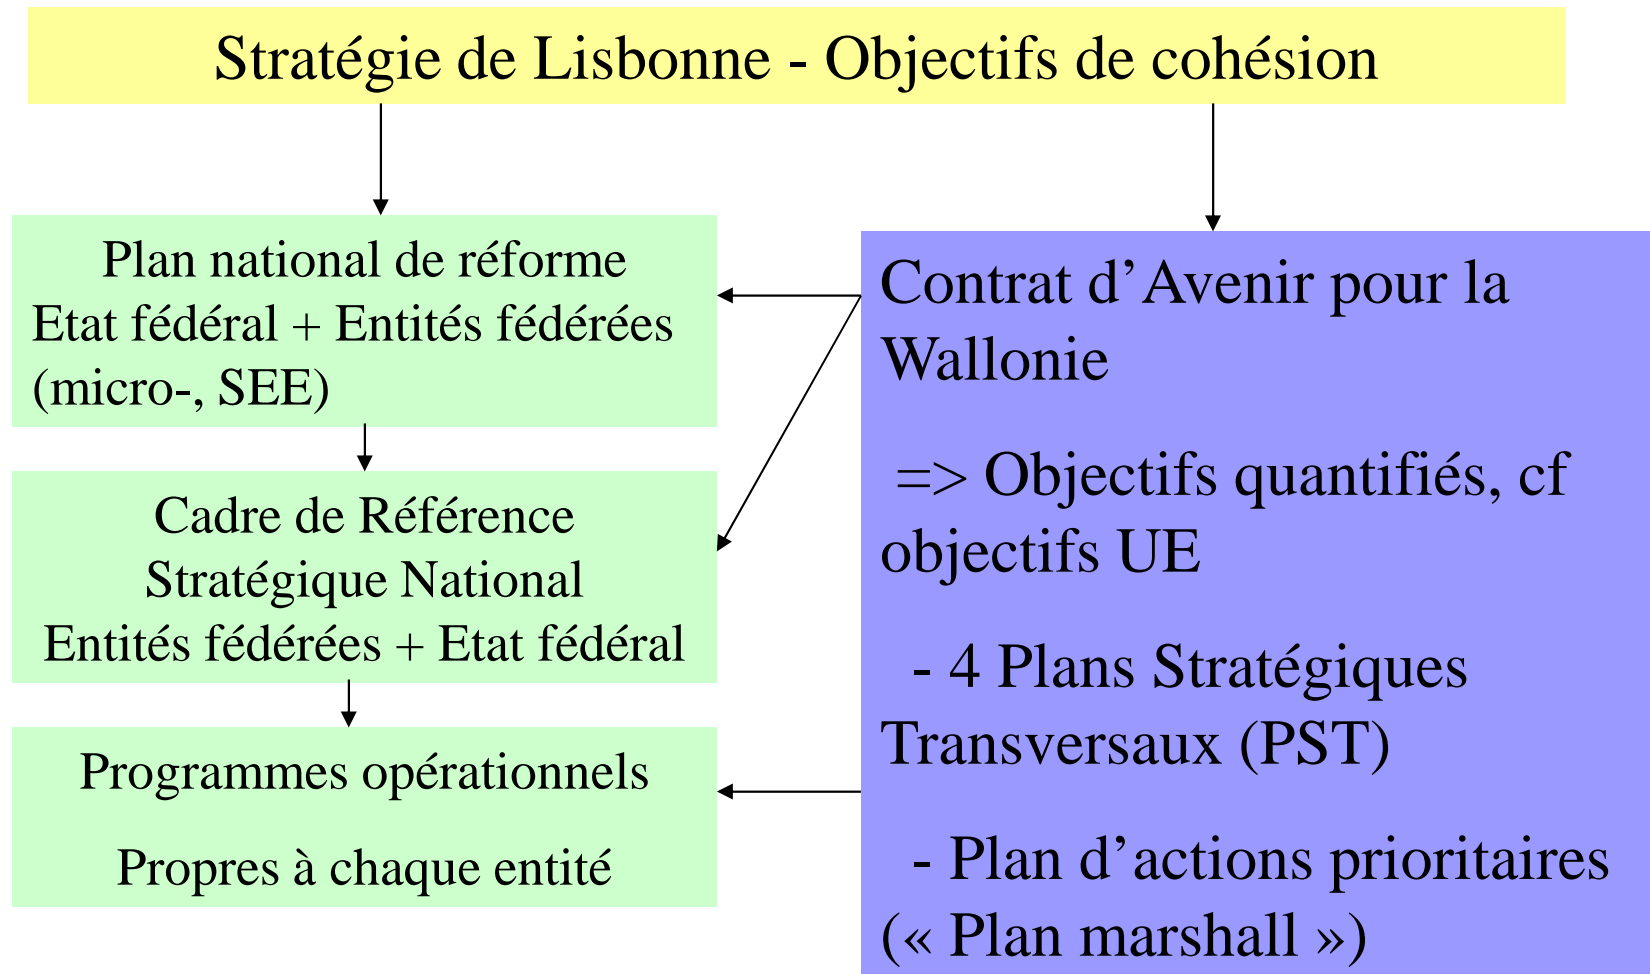 Stratégie de Lisbonne - Objectifs de cohésion
Plan national de réforme
Etat fédéral + Entités fédérées
(micro-, SEE)
Cadre de Référence
Stratégique National
Entités fédérées + Etat fédéral
Programmes opérationnels
Propres à chaque entité
Contrat d’Avenir pour la
Wallonie
=> Objectifs quantifiés, cf
objectifs UE
- 4 Plans Stratégiques
Transversaux (PST)
- Plan d’actions prioritaires
(« Plan marshall »)